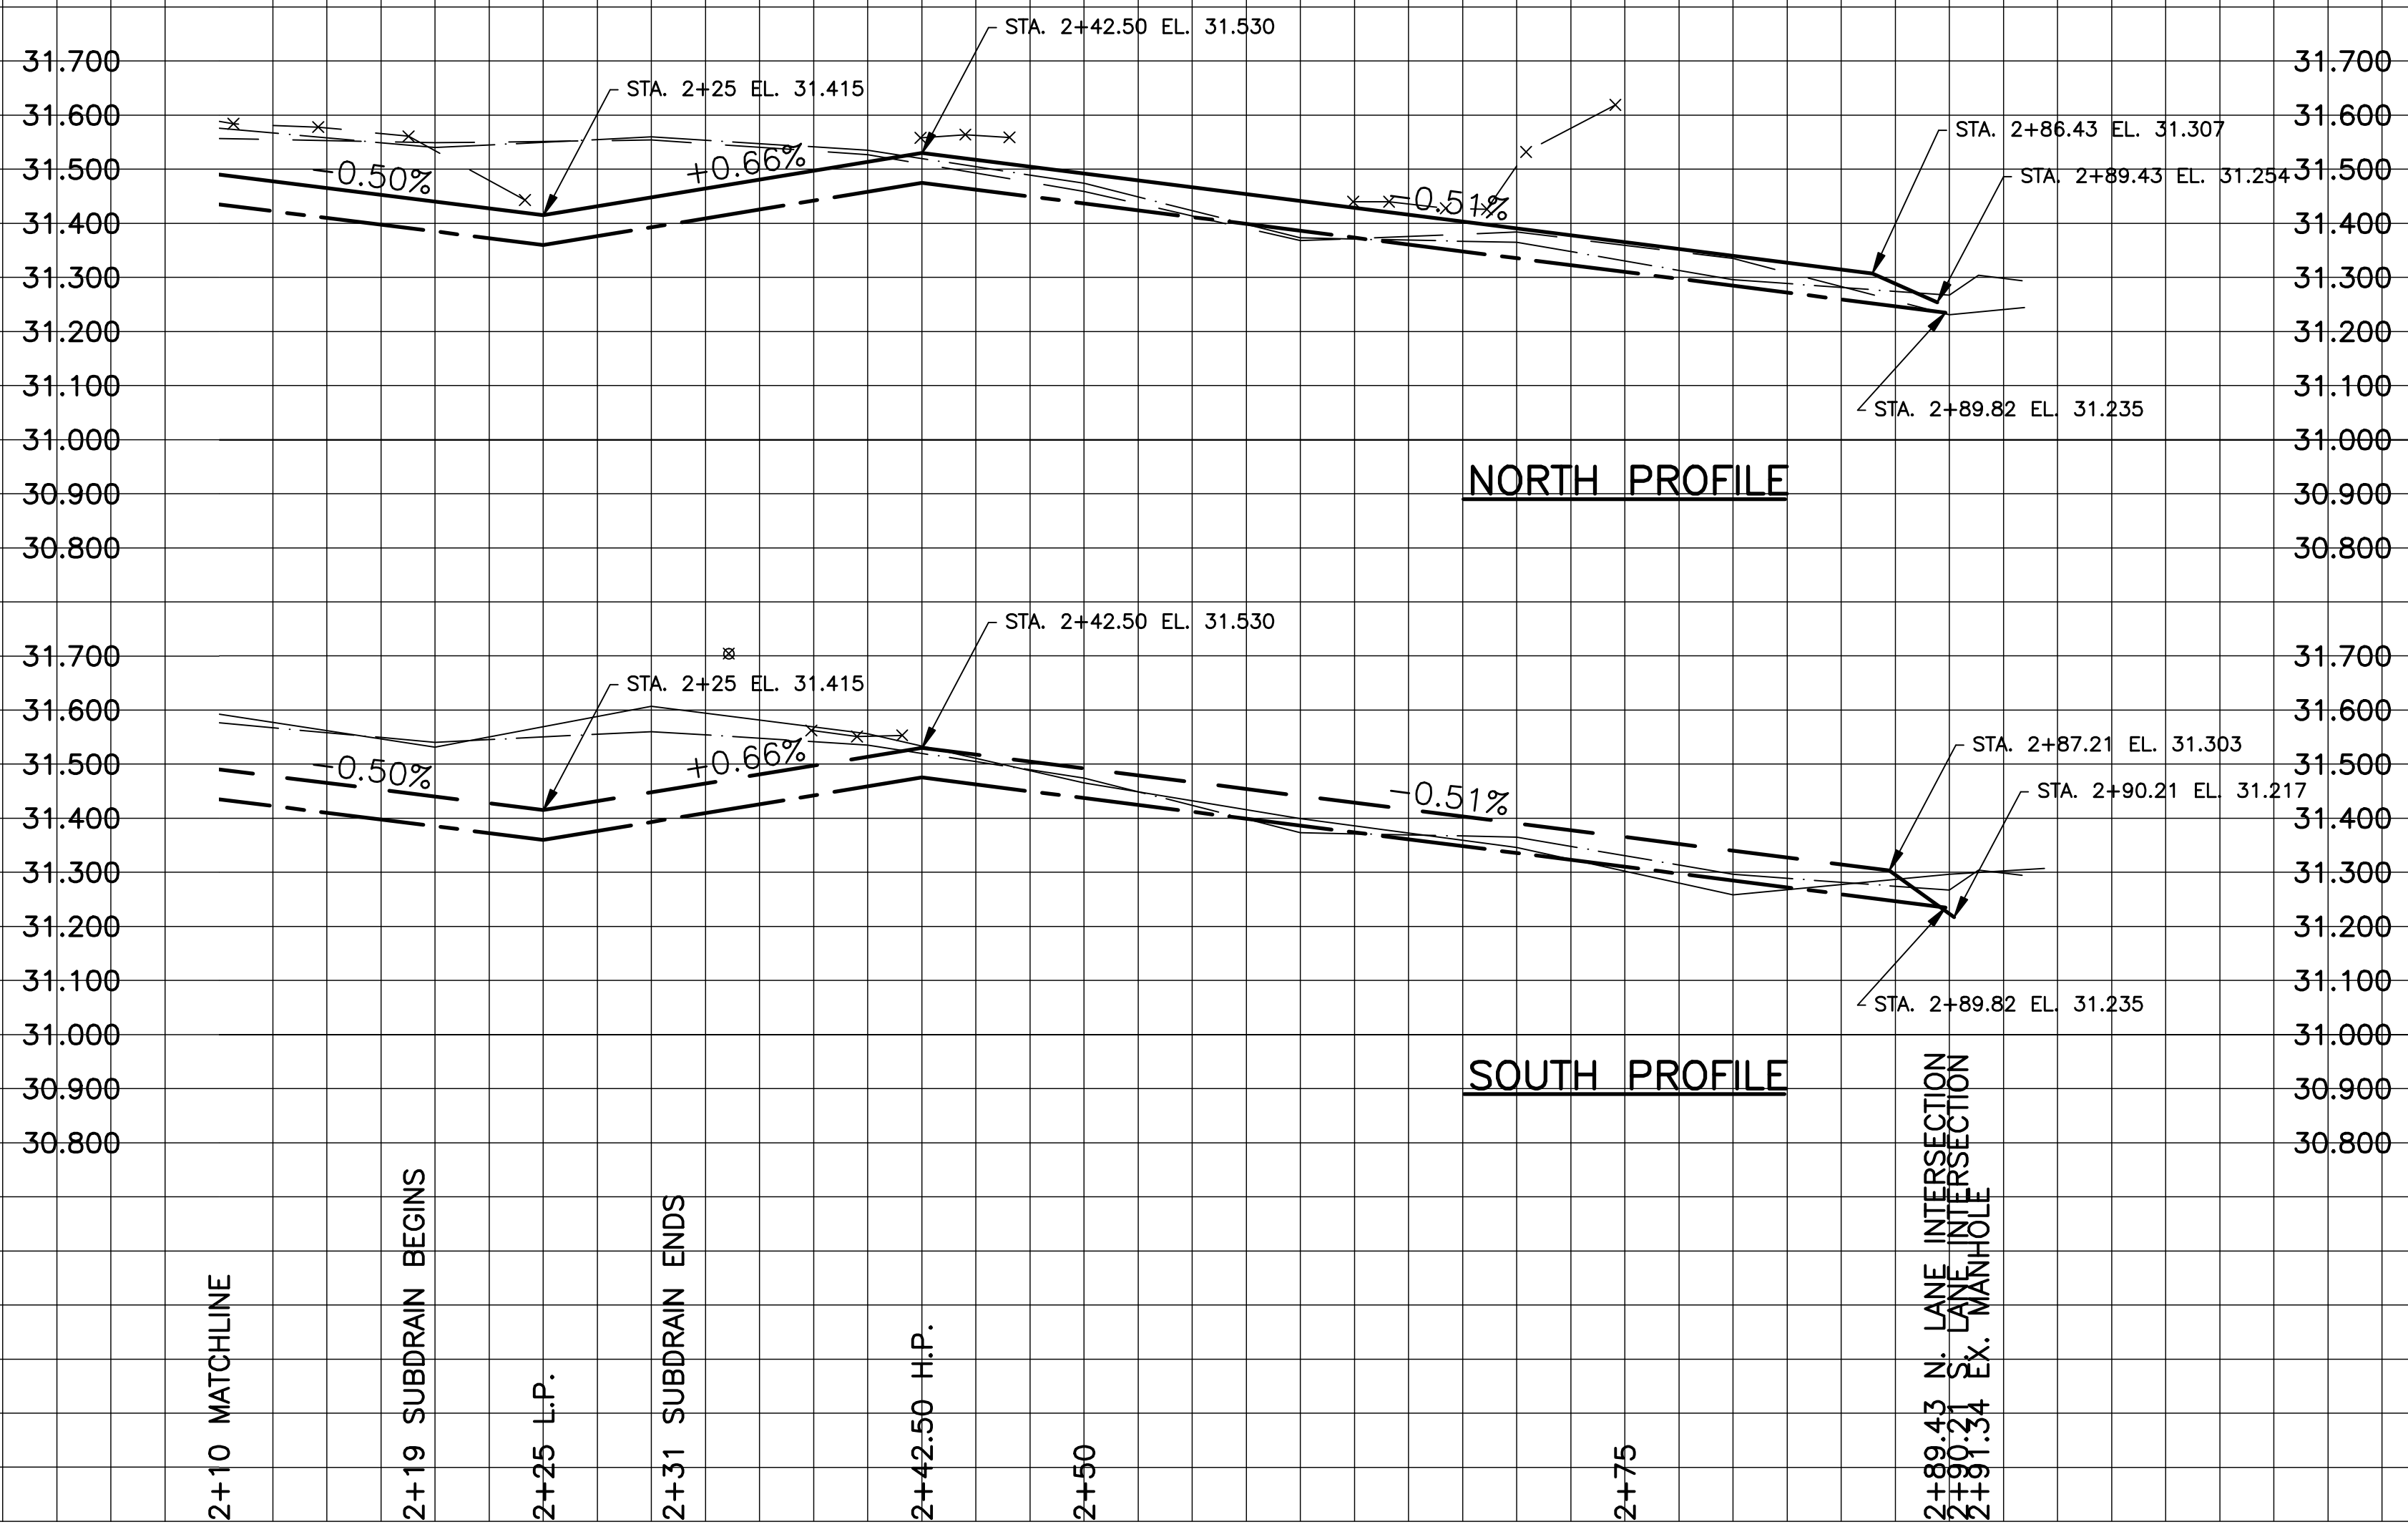 STA. 2+42.50 EL. 31.530
31.700 31.700
STA. 2+25 EL. 31.415
31.600 31.600
STA. 2+86.43 EL. 31.307
31.500 31.500
-0.50% +0.66% STA. 2+89.43 EL. 31.254
-0.51%
31.400 31.400
31.300 31.300
31.200 31.200
31.100 31.100
STA. 2+89.82 EL. 31.235
31.000 31.000
NORTH PROFILE
30.900 30.900
30.800 30.800
STA. 2+42.50 EL. 31.530
31.700 31.700
STA. 2+25 EL. 31.415
31.600 31.600
STA. 2+87.21 EL. 31.303
31.500 31.500
-0.50% +0.66%
STA. 2+90.21 EL. 31.217
-0.51%
31.400 31.400
31.300 31.300
31.200 31.200
31.100 31.100
STA. 2+89.82 EL. 31.235
31.000 31.000
SOUTH PROFILE
30.900 30.900
30.800 30.800
2+10 MATCHLINE
2+19 SUBDRAIN BEGINS
2+25 L.P.
2+31 SUBDRAIN ENDS
2+42.50 H.P.
2+50
2+75
2+89.43 N. LANE INTERSECTION
2+90.21 S. LANE INTERSECTION
2+91.34 EX. MANHOLE